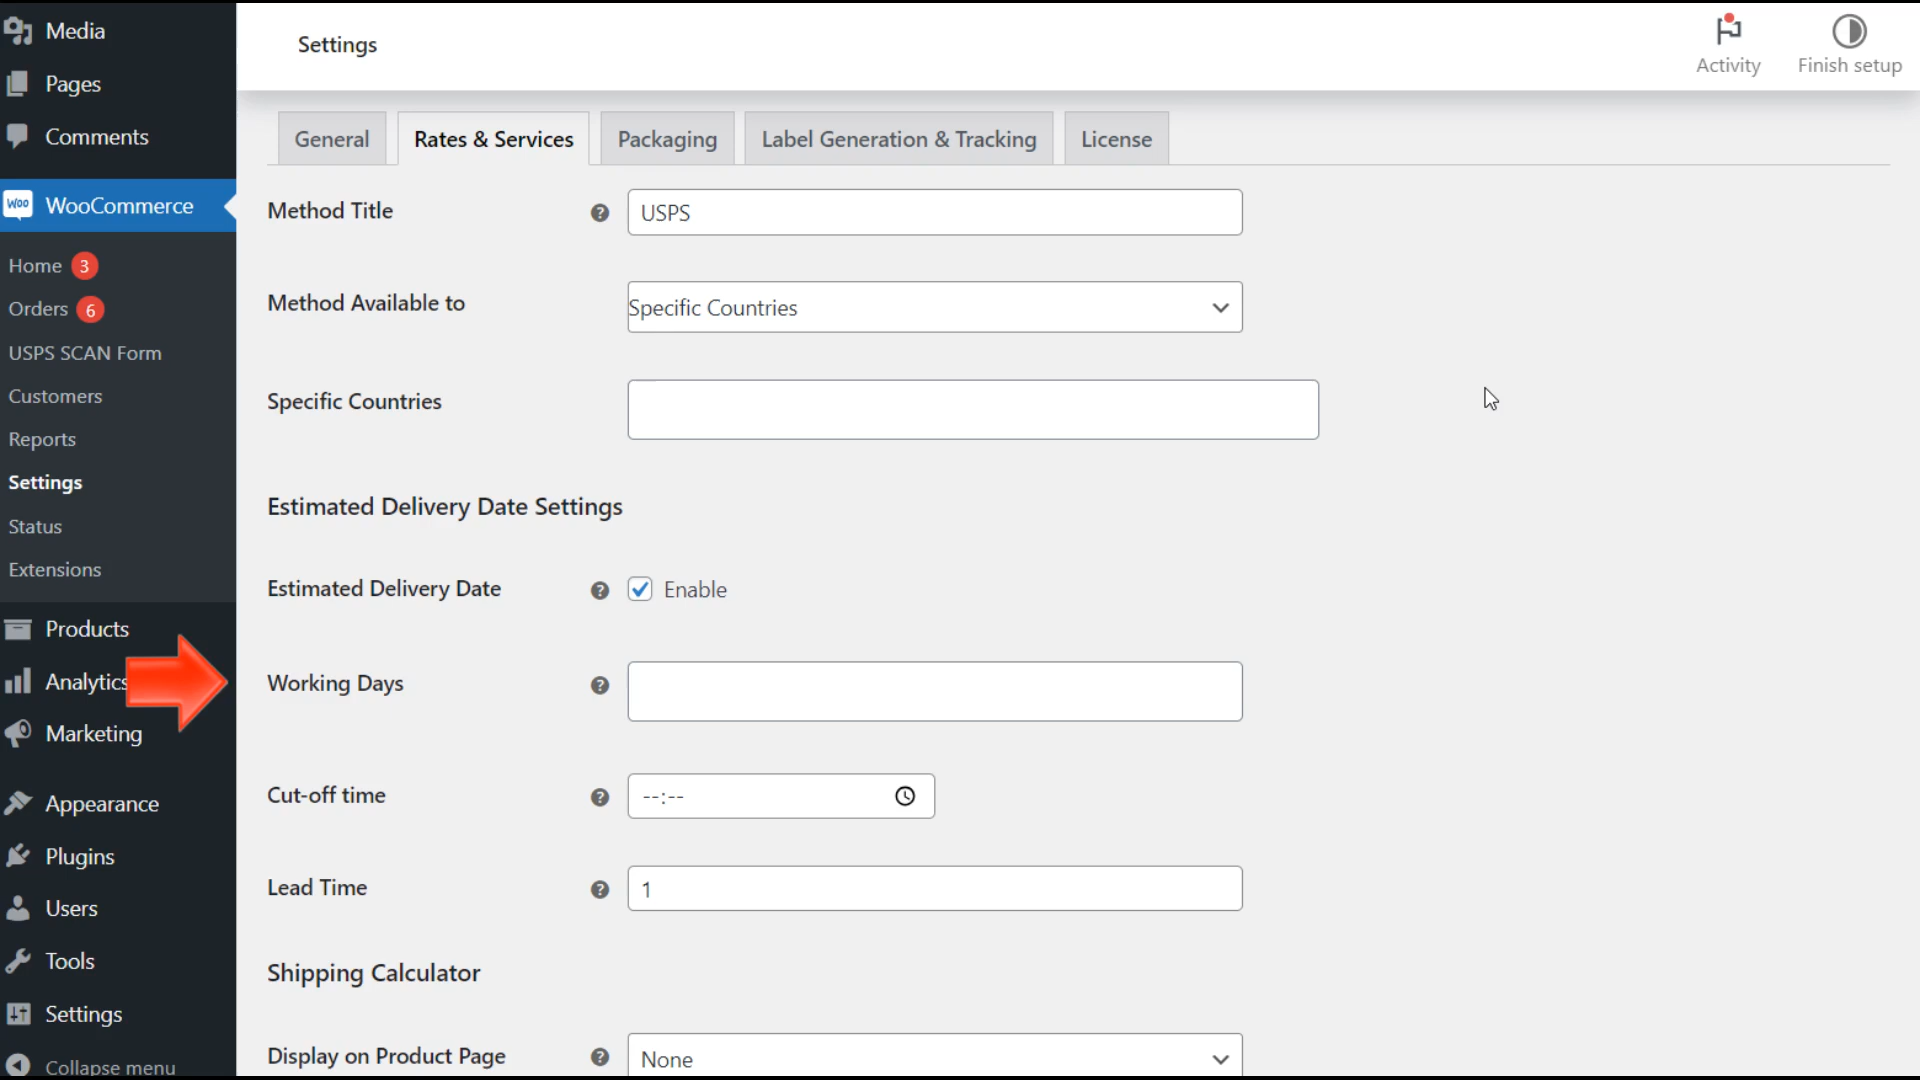 Media
Pages
Comments
Woo WooCommerce
Home 3
Orders 6
USPS SCAN Form
Customers
Reports
Settings
Status
Extensions
Products
Analytics
Marketing
Appearance
Plugins
Users
Tools
Settings
Collapse menu
Settings
Activity
Finish setup
General
Rates & Services
Packaging
Label Generation & Tracking
License
Method Title ? USPS
Method Available to Specific Countries
Specific Countries
Estimated Delivery Date Settings
Estimated Delivery Date ? Enable
Working Days ?
Cut-off time ? --:--
Lead Time ? 1
Shipping Calculator
Display on Product Page ? None